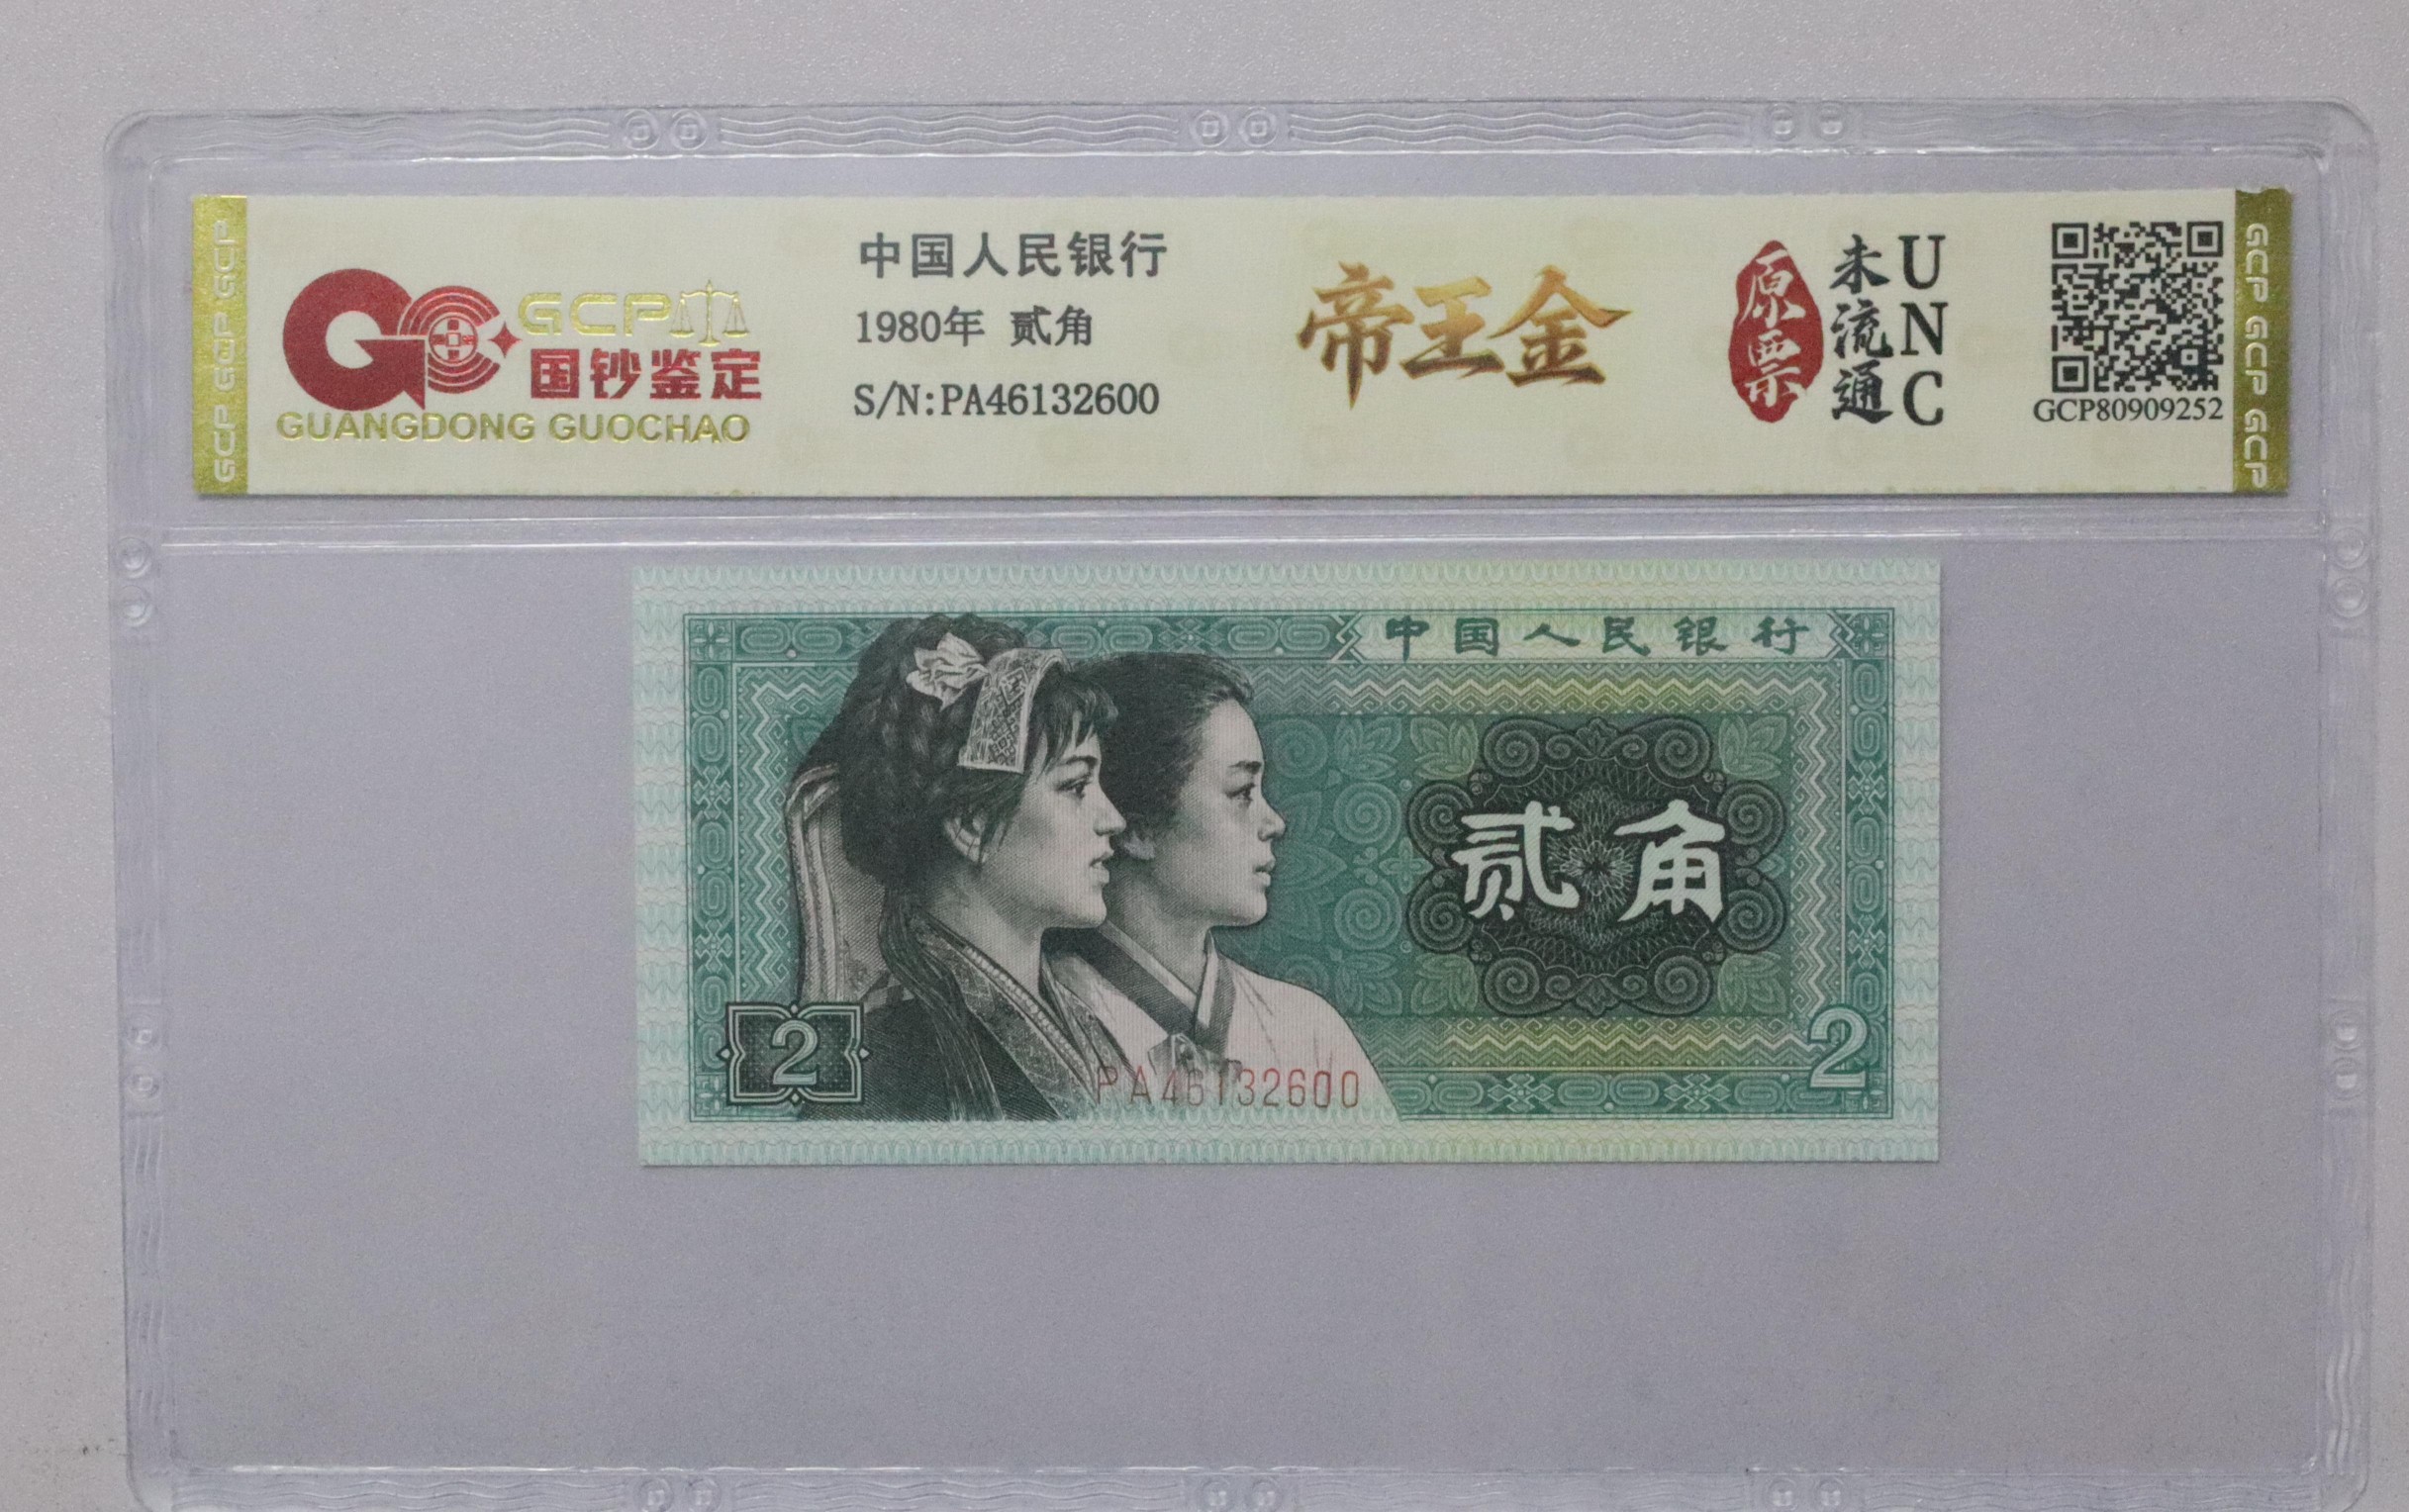 GCP GCP GCP
GCP
国钞鉴定
GUANGDONG GUOCHAO
中国人民银行
1980年 贰角
S/N:PA46132600
帝王金
原票
未流通
UNC
GCP80909252
GCP GCP GCP
中国人民银行
贰角
2
2
PA46132600